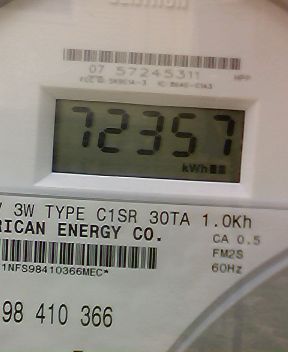 07 57245311 HPP
72357
kWh
3W TYPE C1SR 30TA 1.0Kh
RICAN ENERGY CO. CA 0.5
FM2S
1NFS98410366MEC* 60Hz
98 410 366